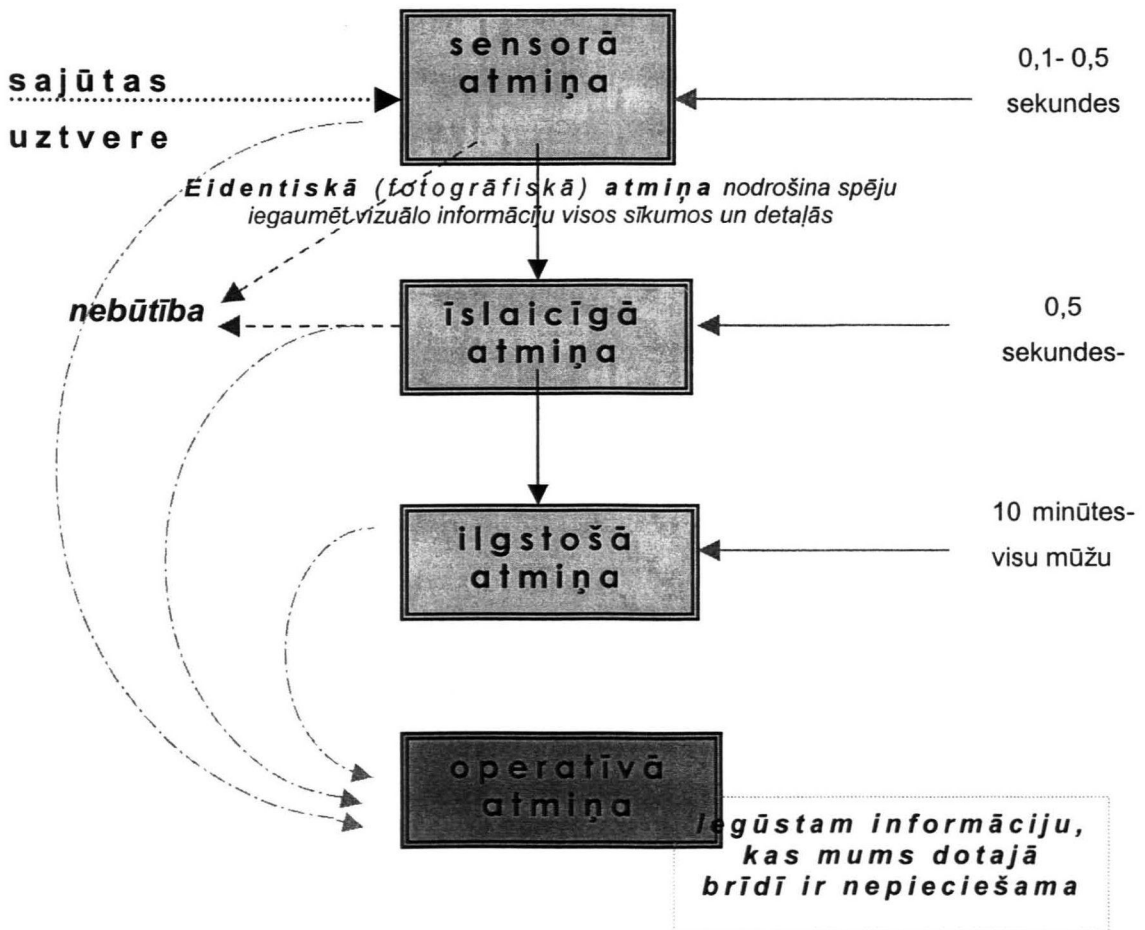 sensorā
atmiņa
sajūtas
uztvere
0,1- 0,5
sekundes
Eidentiskā (fotogrāfiskā) atmiņa nodrošina spēju
iegaumēt vizuālo informāciju visos sīkumos un detaļās
nebūtība
īslaicīgā
atmiņa
0,5
sekundes-
ilgstošā
atmiņa
10 minūtes-
visu mūžu
operatīvā
atmiņa
Iegūstam informāciju,
kas mums dotajā
brīdī ir nepieciešama